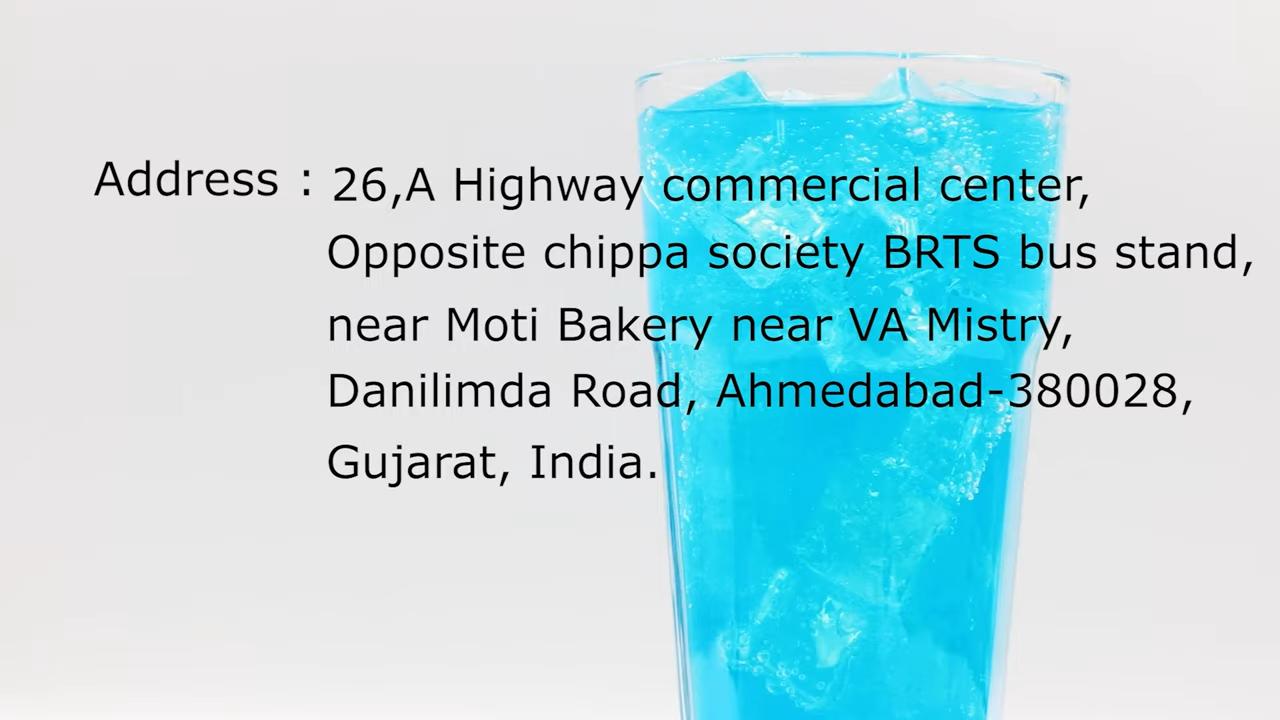 Address : 26,A Highway commercial center,
Opposite chippa society BRTS bus stand,
near Moti Bakery near VA Mistry,
Danilimda Road, Ahmedabad-380028,
Gujarat, India.